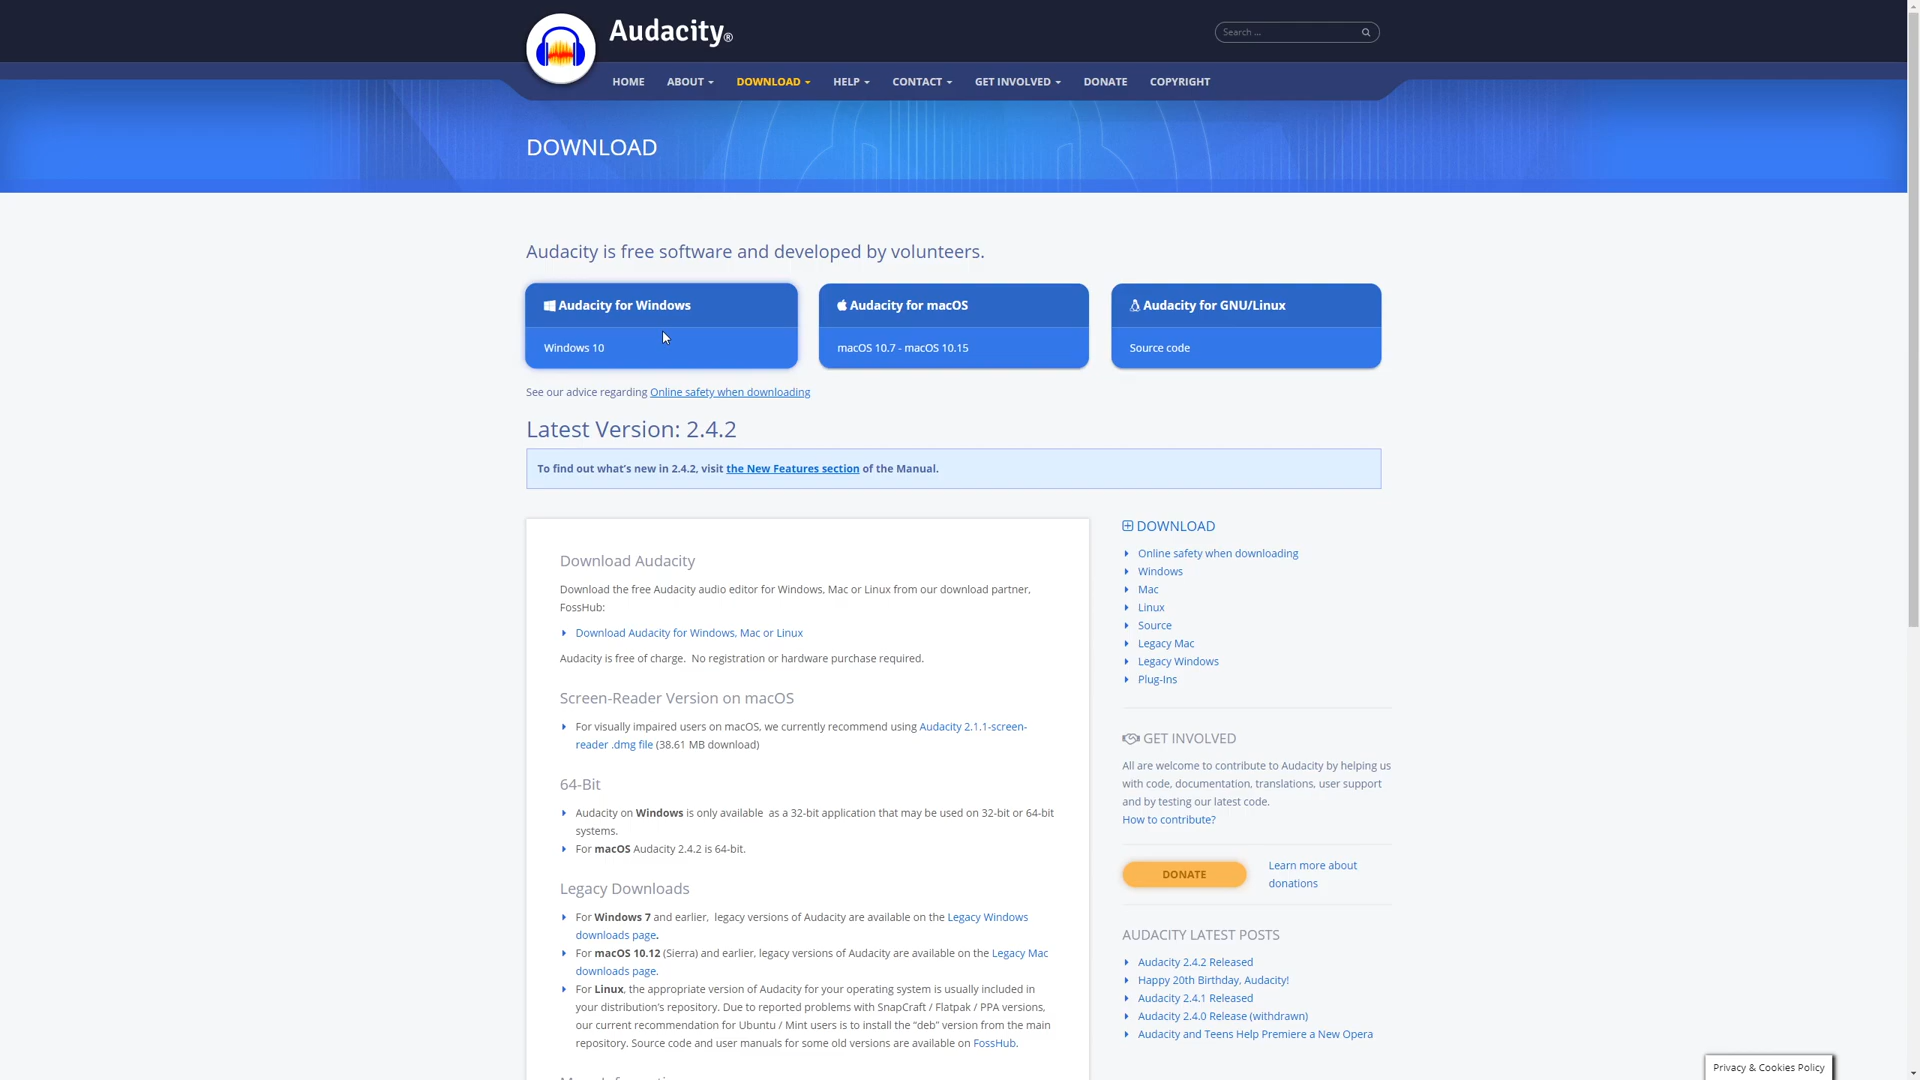 Audacity®
Search ...
HOME ABOUT DOWNLOAD HELP CONTACT GET INVOLVED DONATE COPYRIGHT
DOWNLOAD
Audacity is free software and developed by volunteers.
Audacity for Windows
Windows 10
Audacity for macOS
macOS 10.7 - macOS 10.15
Audacity for GNU/Linux
Source code
See our advice regarding Online safety when downloading
Latest Version: 2.4.2
To find out what's new in 2.4.2, visit the New Features section of the Manual.
Download Audacity
Download the free Audacity audio editor for Windows, Mac or Linux from our download partner,
FossHub:
Download Audacity for Windows, Mac or Linux
Audacity is free of charge. No registration or hardware purchase required.
Screen-Reader Version on macOS
For visually impaired users on macOS, we currently recommend using Audacity 2.1.1-screen-
reader .dmg file (38.61 MB download)
64-Bit
Audacity on Windows is only available as a 32-bit application that may be used on 32-bit or 64-bit
systems.
For macOS Audacity 2.4.2 is 64-bit.
Legacy Downloads
For Windows 7 and earlier, legacy versions of Audacity are available on the Legacy Windows
downloads page.
For macOS 10.12 (Sierra) and earlier, legacy versions of Audacity are available on the Legacy Mac
downloads page.
For Linux, the appropriate version of Audacity for your operating system is usually included in
your distribution's repository. Due to reported problems with SnapCraft / Flatpak / PPA versions,
our current recommendation for Ubuntu / Mint users is to install the “deb” version from the main
repository. Source code and user manuals for some old versions are available on FossHub.
DOWNLOAD
Online safety when downloading
Windows
Mac
Linux
Source
Legacy Mac
Legacy Windows
Plug-Ins
GET INVOLVED
All are welcome to contribute to Audacity by helping us
with code, documentation, translations, user support
and by testing our latest code.
How to contribute?
DONATE
Learn more about
donations
AUDACITY LATEST POSTS
Audacity 2.4.2 Released
Happy 20th Birthday, Audacity!
Audacity 2.4.1 Released
Audacity 2.4.0 Release (withdrawn)
Audacity and Teens Help Premiere a New Opera
Privacy & Cookies Policy